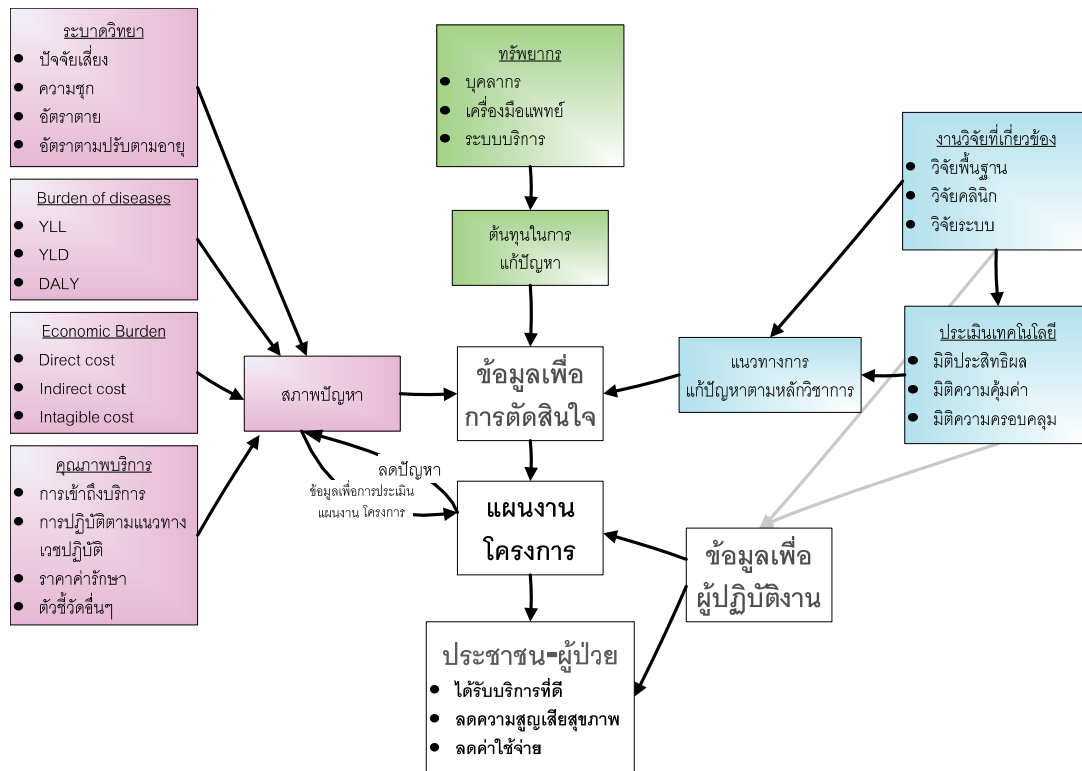 ระบาดวิทยา
● ปัจจัยเสี่ยง
● ความชุก
● อัตราตาย
● อัตราตามปรับตามอายุ
Burden of diseases
● YLL
● YLD
● DALY
Economic Burden
● Direct cost
● Indirect cost
● Intagible cost
คุณภาพบริการ
● การเข้าถึงบริการ
● การปฏิบัติตามแนวทาง
เวชปฏิบัติ
● ราคาค่ารักษา
● ตัวชี้วัดอื่นๆ
สภาพปัญหา
ลดปัญหา
ข้อมูลเพื่อการประเมิน
แผนงาน โครงการ
ทรัพยากร
● บุคลากร
● เครื่องมือแพทย์
● ระบบบริการ
ต้นทุนในการ
แก้ปัญหา
ข้อมูลเพื่อ
การตัดสินใจ
แผนงาน
โครงการ
ประชาชน-ผู้ป่วย
● ได้รับบริการที่ดี
● ลดความสูญเสียสุขภาพ
● ลดค่าใช้จ่าย
แนวทางการ
แก้ปัญหาตามหลักวิชาการ
ข้อมูลเพื่อ
ผู้ปฏิบัติงาน
งานวิจัยที่เกี่ยวข้อง
● วิจัยพื้นฐาน
● วิจัยคลินิก
● วิจัยระบบ
ประเมินเทคโนโลยี
● มิติประสิทธิผล
● มิติความคุ้มค่า
● มิติความครอบคลุม